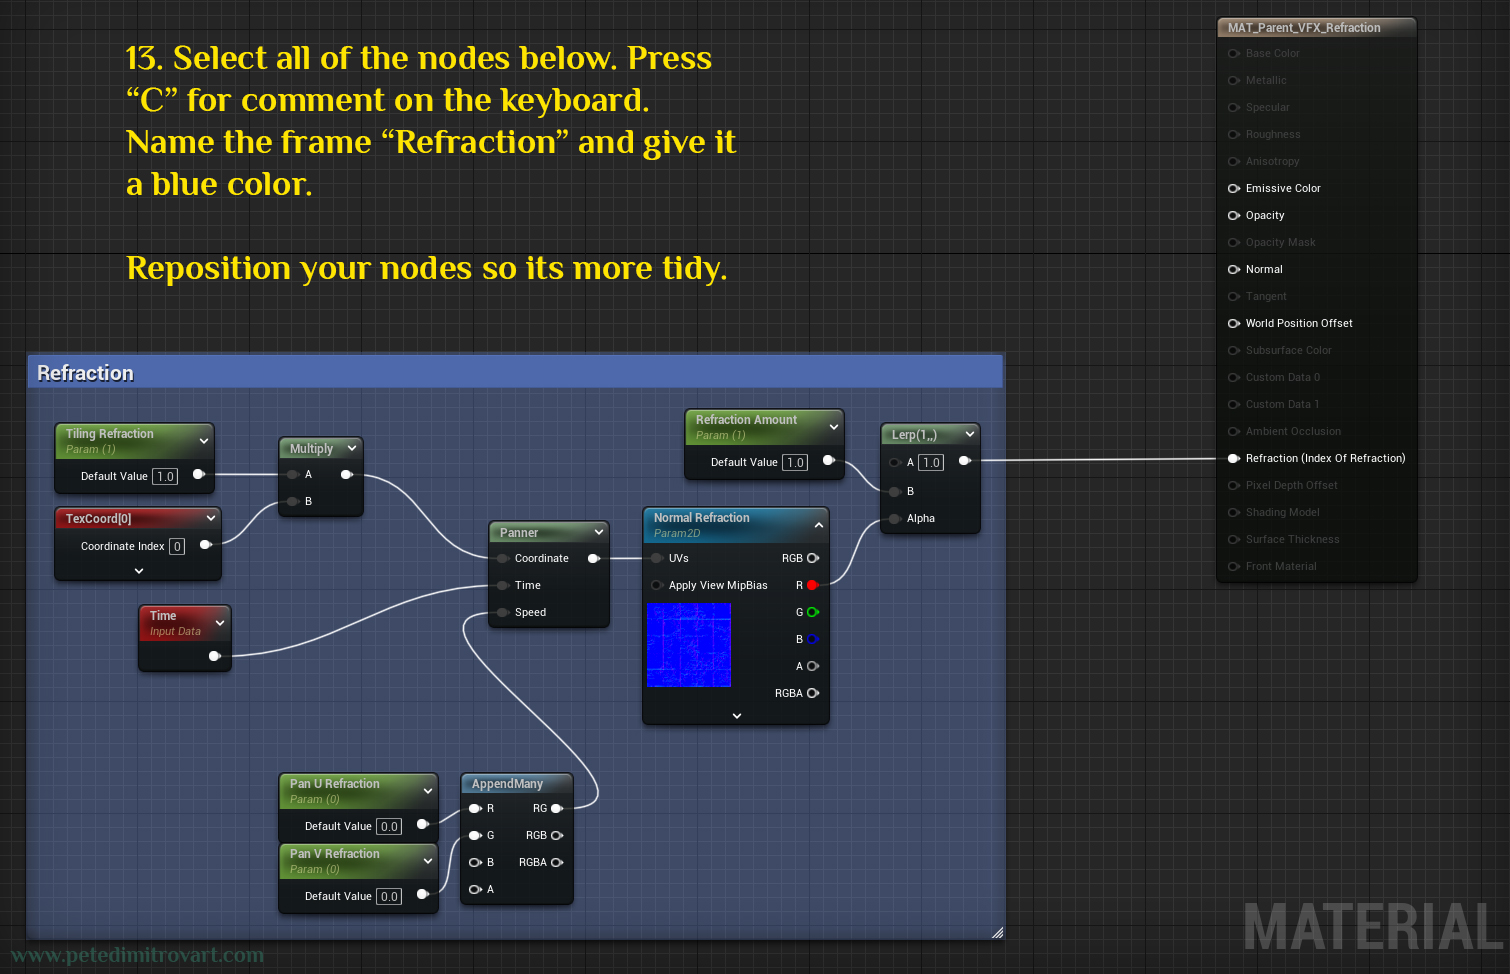 13. Select all of the nodes below. Press
“C” for comment on the keyboard.
Name the frame “Refraction” and give it
a blue color.
Reposition your nodes so its more tidy.
MAT_Parent_VFX_Refraction
Base Color
Metallic
Specular
Roughness
Anisotropy
Emissive Color
Opacity
Opacity Mask
Normal
Tangent
World Position Offset
Subsurface Color
Custom Data 0
Custom Data 1
Ambient Occlusion
Refraction (Index Of Refraction)
Pixel Depth Offset
Shading Model
Surface Thickness
Front Material
Refraction
Tiling Refraction
Param (1)
Default Value 1.0
TexCoord[0]
Coordinate Index 0
Time
Input Data
Multiply
A
B
Panner
Coordinate
Time
Speed
Refraction Amount
Param (1)
Default Value 1.0
Lerp(1,,)
A 1.0
B
Alpha
Normal Refraction
Param2D
UVs RGB
Apply View MipBias R
G
B
A
RGBA
Pan U Refraction
Param (0)
Default Value 0.0
Pan V Refraction
Param (0)
Default Value 0.0
AppendMany
R RG
G RGB
B RGBA
A
MATERIAL
www.petedimitrovart.com